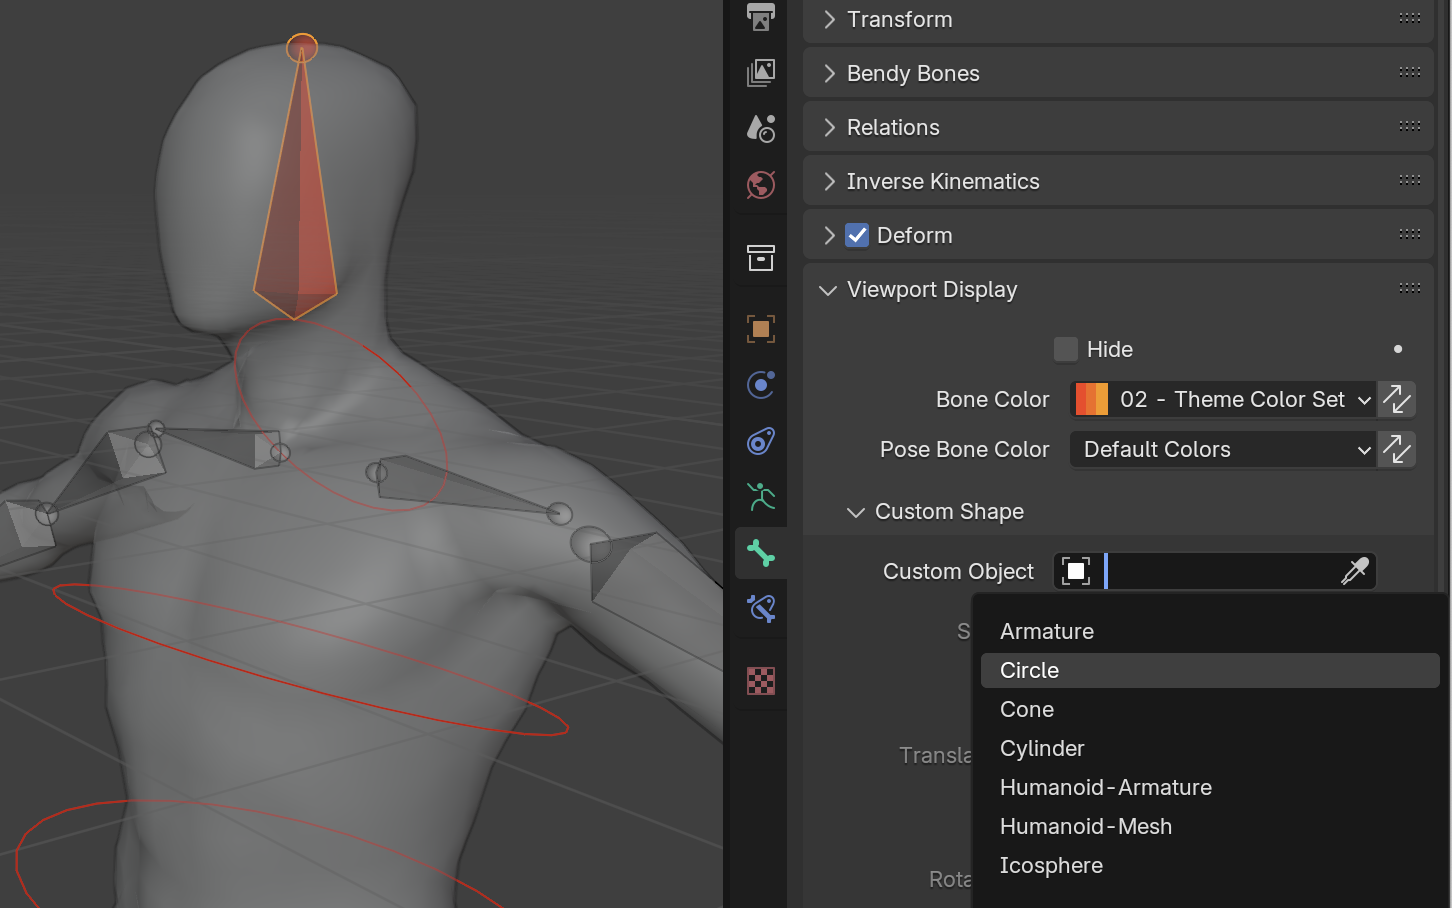 Transform
Bendy Bones
Relations
Inverse Kinematics
Deform
Viewport Display
Hide
Bone Color 02 - Theme Color Set
Pose Bone Color Default Colors
Custom Shape
Custom Object
S
Armature
Circle
Cone
Transla
Cylinder
Humanoid-Armature
Humanoid-Mesh
Rota
Icosphere